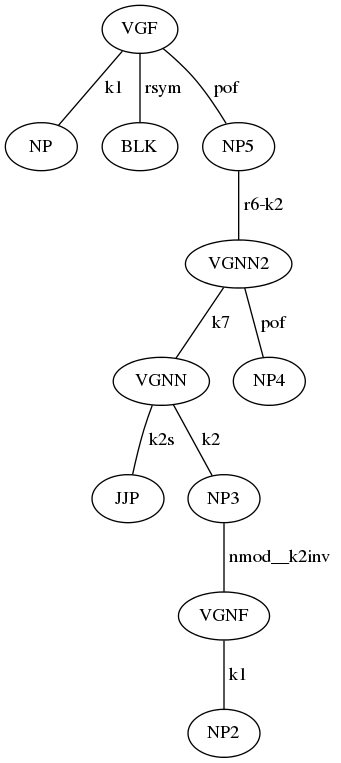 VGF
k1 rsym pof
NP BLK NP5
r6-k2
VGNN2
k7 pof
VGNN NP4
k2s k2
JJP NP3
nmod__k2inv
VGNF
k1
NP2